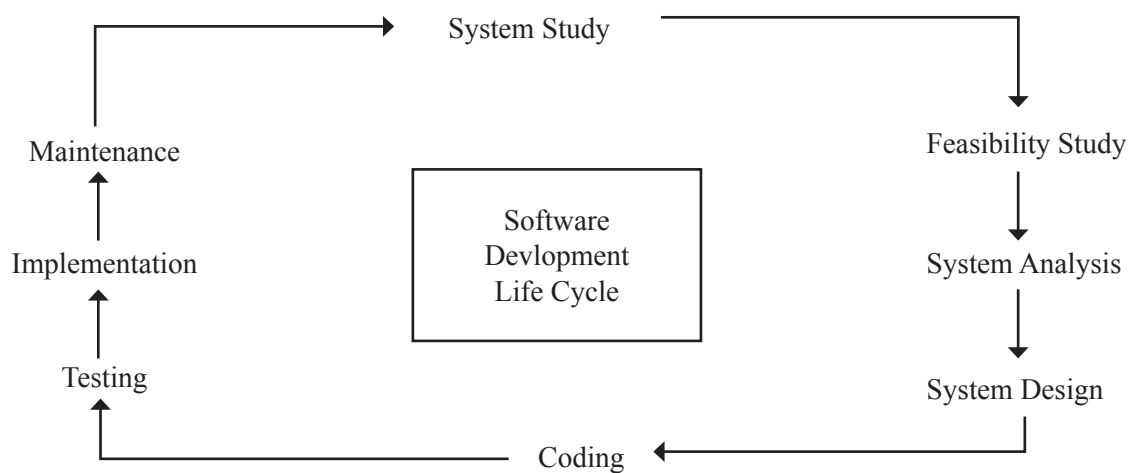 System Study
Feasibility Study
System Analysis
System Design
Coding
Testing
Implementation
Maintenance
Software
Devlopment
Life Cycle